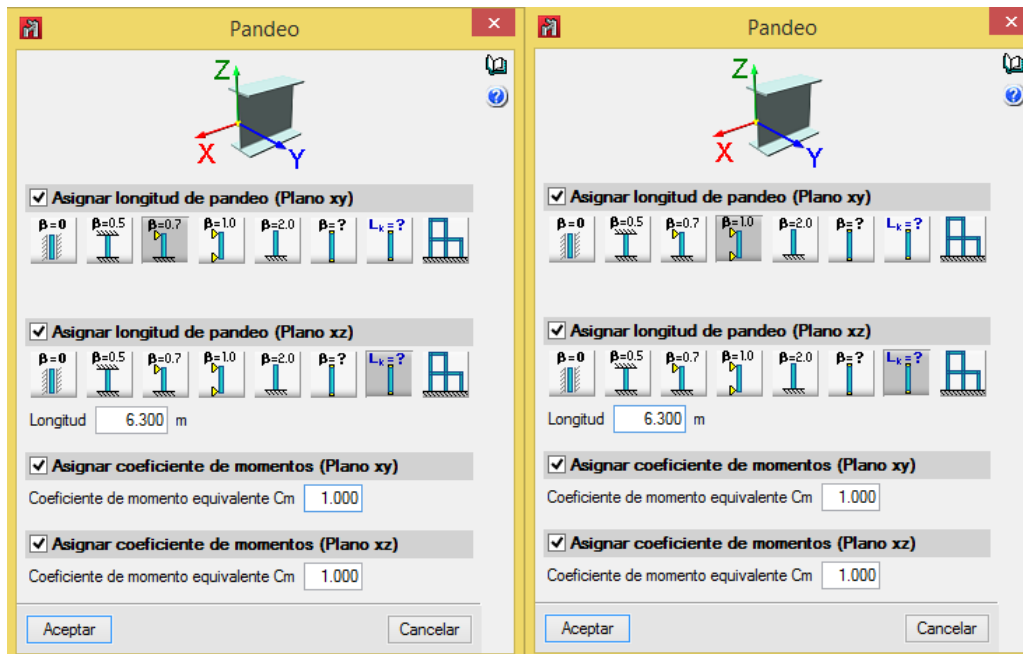 Pandeo
Z
X
Y
Asignar longitud de pandeo (Plano xy)
β=0 β=0.5 β=0.7 β=1.0 β=2.0 β=? Lk=?
Asignar longitud de pandeo (Plano xz)
β=0 β=0.5 β=0.7 β=1.0 β=2.0 β=? Lk=?
Longitud 6.300 m
Asignar coeficiente de momentos (Plano xy)
Coeficiente de momento equivalente Cm 1.000
Asignar coeficiente de momentos (Plano xz)
Coeficiente de momento equivalente Cm 1.000
Aceptar Cancelar
Pandeo
Z
X
Y
Asignar longitud de pandeo (Plano xy)
β=0 β=0.5 β=0.7 β=1.0 β=2.0 β=? Lk=?
Asignar longitud de pandeo (Plano xz)
β=0 β=0.5 β=0.7 β=1.0 β=2.0 β=? Lk=?
Longitud 6.300 m
Asignar coeficiente de momentos (Plano xy)
Coeficiente de momento equivalente Cm 1.000
Asignar coeficiente de momentos (Plano xz)
Coeficiente de momento equivalente Cm 1.000
Aceptar Cancelar